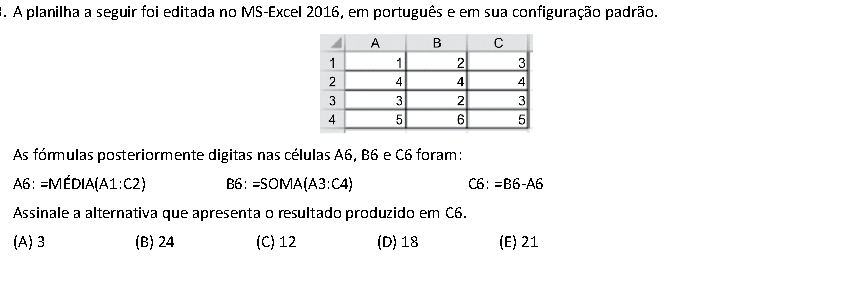 . A planilha a seguir foi editada no MS-Excel 2016, em português e em sua configuração padrão.
A B C
1 1 2 3
2 4 4 4
3 3 2 3
4 5 6 5
As fórmulas posteriormente digitas nas células A6, B6 e C6 foram:
A6: =MÉDIA(A1:C2) B6: =SOMA(A3:C4) C6: =B6-A6
Assinale a alternativa que apresenta o resultado produzido em C6.
(A) 3 (B) 24 (C) 12 (D) 18 (E) 21